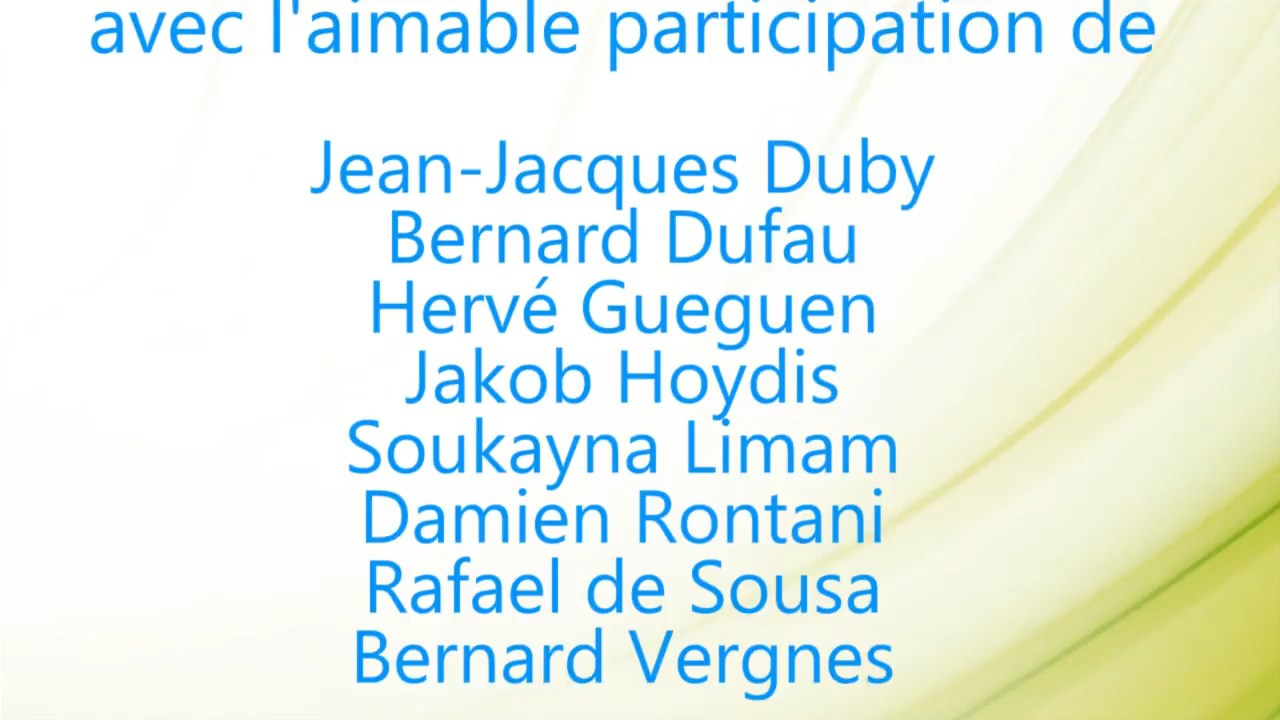 avec l'aimable participation de
Jean-Jacques Duby
Bernard Dufau
Hervé Gueguen
Jakob Hoydis
Soukayna Limam
Damien Rontani
Rafael de Sousa
Bernard Vergnes